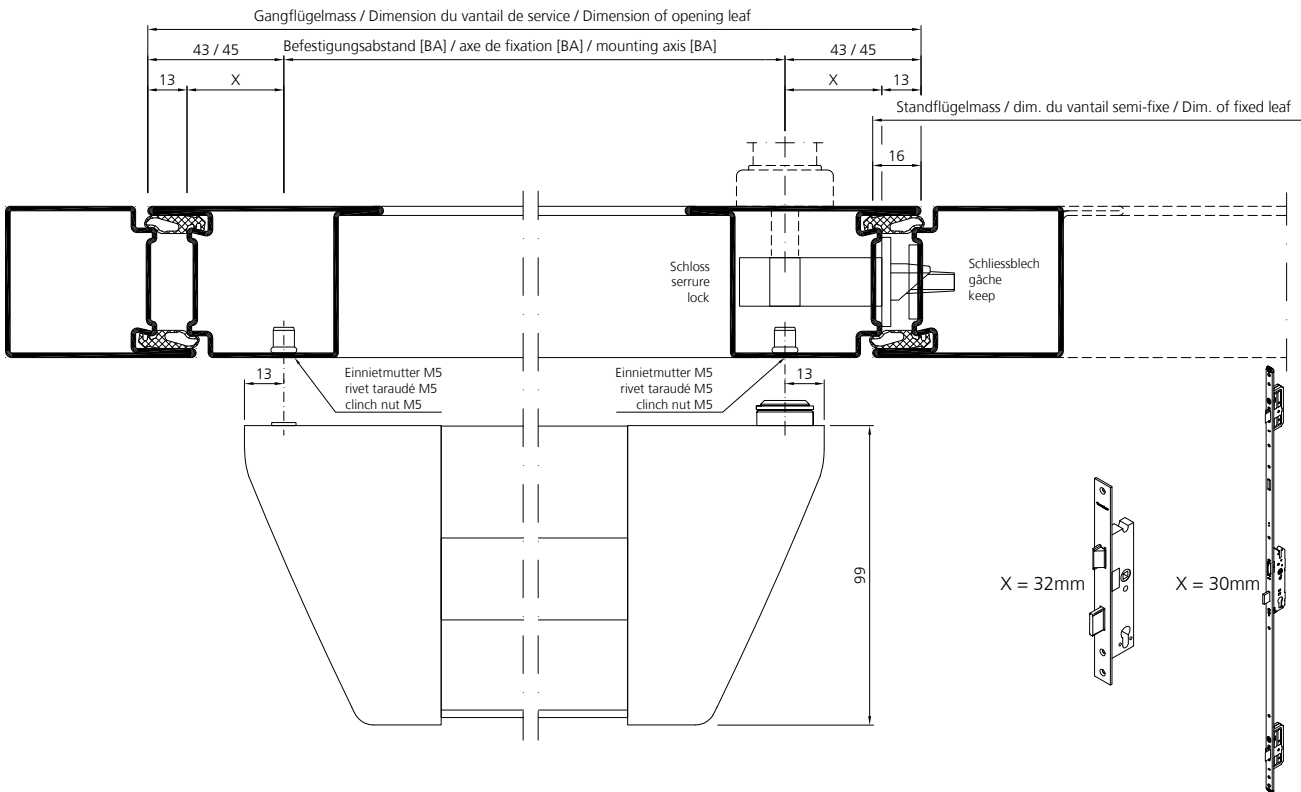 Gangflügelmass / Dimension du vantail de service / Dimension of opening leaf
43 / 45
Befestigungsabstand [BA] / axe de fixation [BA] / mounting axis [BA]
43 / 45
13
X
X
13
Standflügelmass / dim. du vantail semi-fixe / Dim. of fixed leaf
16
Schloss
serrure
lock
Schliessblech
gâche
keep
13
Einnietmutter M5
rivet taraudé M5
clinch nut M5
Einnietmutter M5
rivet taraudé M5
clinch nut M5
13
99
X = 32mm
X = 30mm